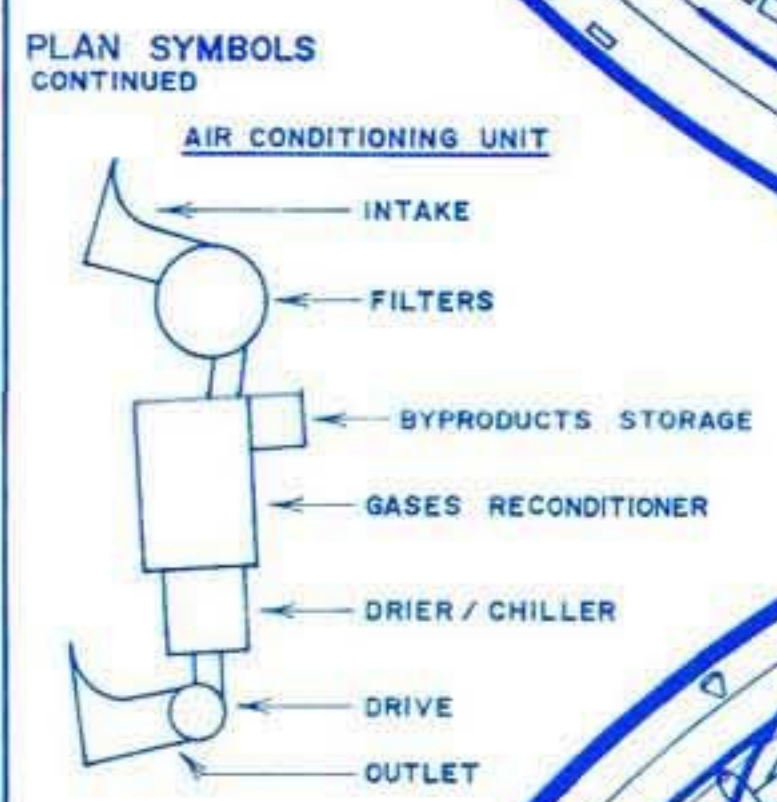 PLAN SYMBOLS
CONTINUED
AIR CONDITIONING UNIT
INTAKE
FILTERS
BYPRODUCTS STORAGE
GASES RECONDITIONER
DRIER / CHILLER
DRIVE
OUTLET